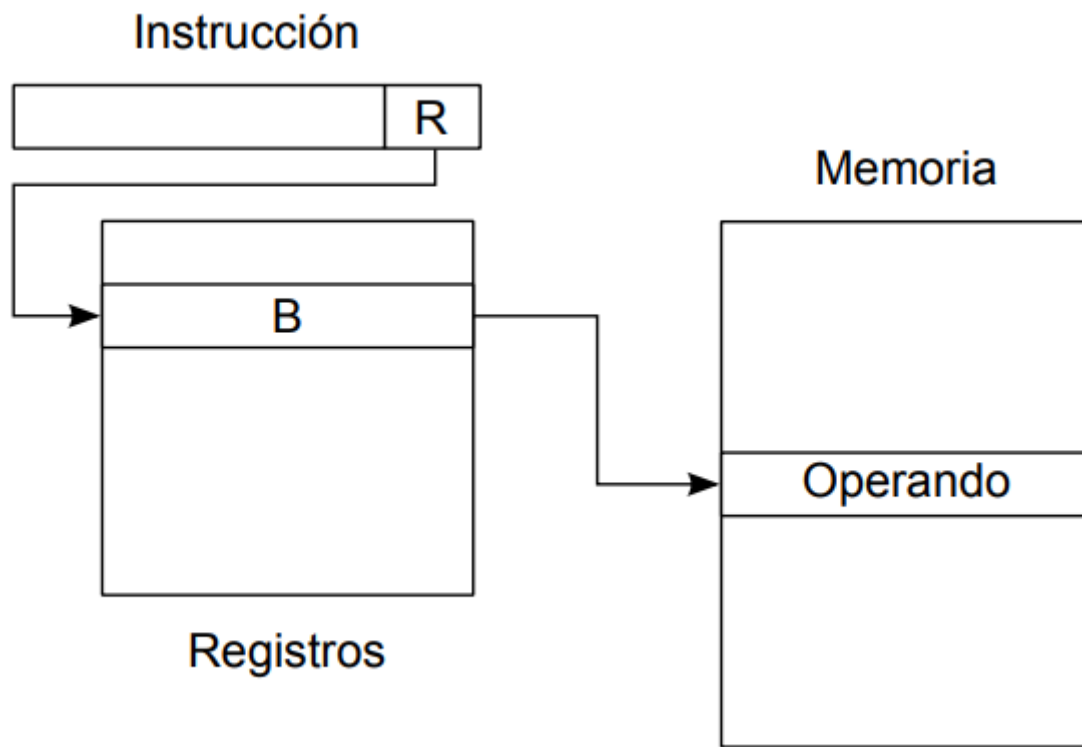 Instrucción
R
Memoria
B
Operando
Registros